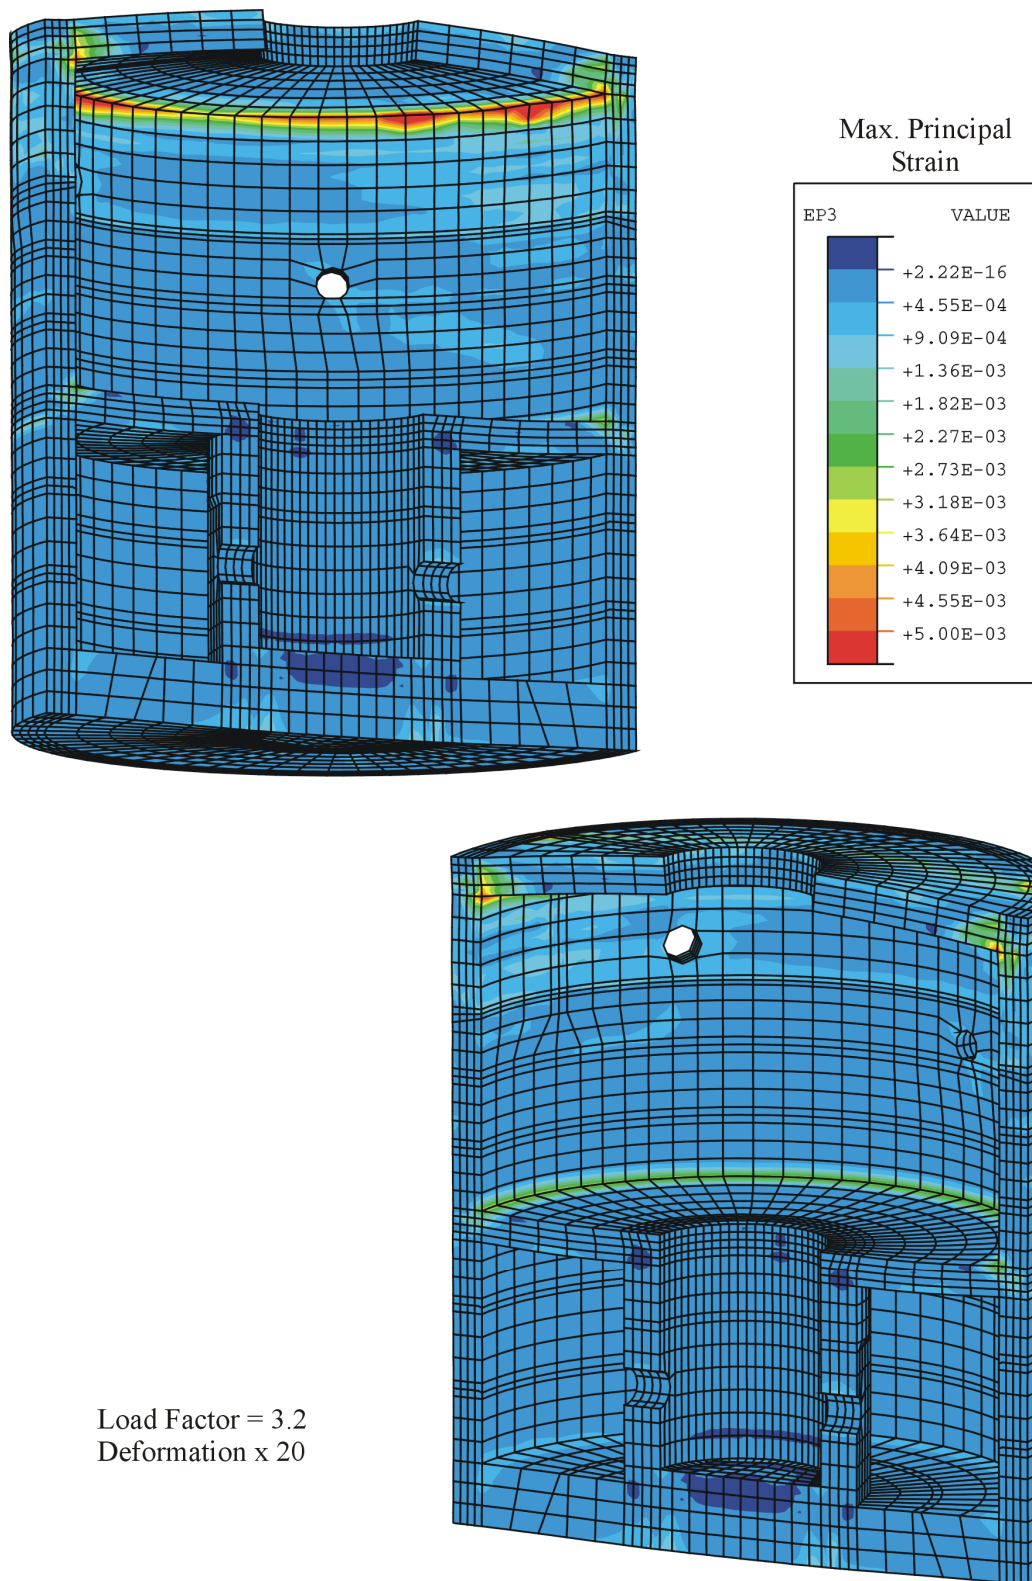 Max. Principal
Strain
EP3 VALUE
+2.22E-16
+4.55E-04
+9.09E-04
+1.36E-03
+1.82E-03
+2.27E-03
+2.73E-03
+3.18E-03
+3.64E-03
+4.09E-03
+4.55E-03
+5.00E-03
Load Factor = 3.2
Deformation x 20